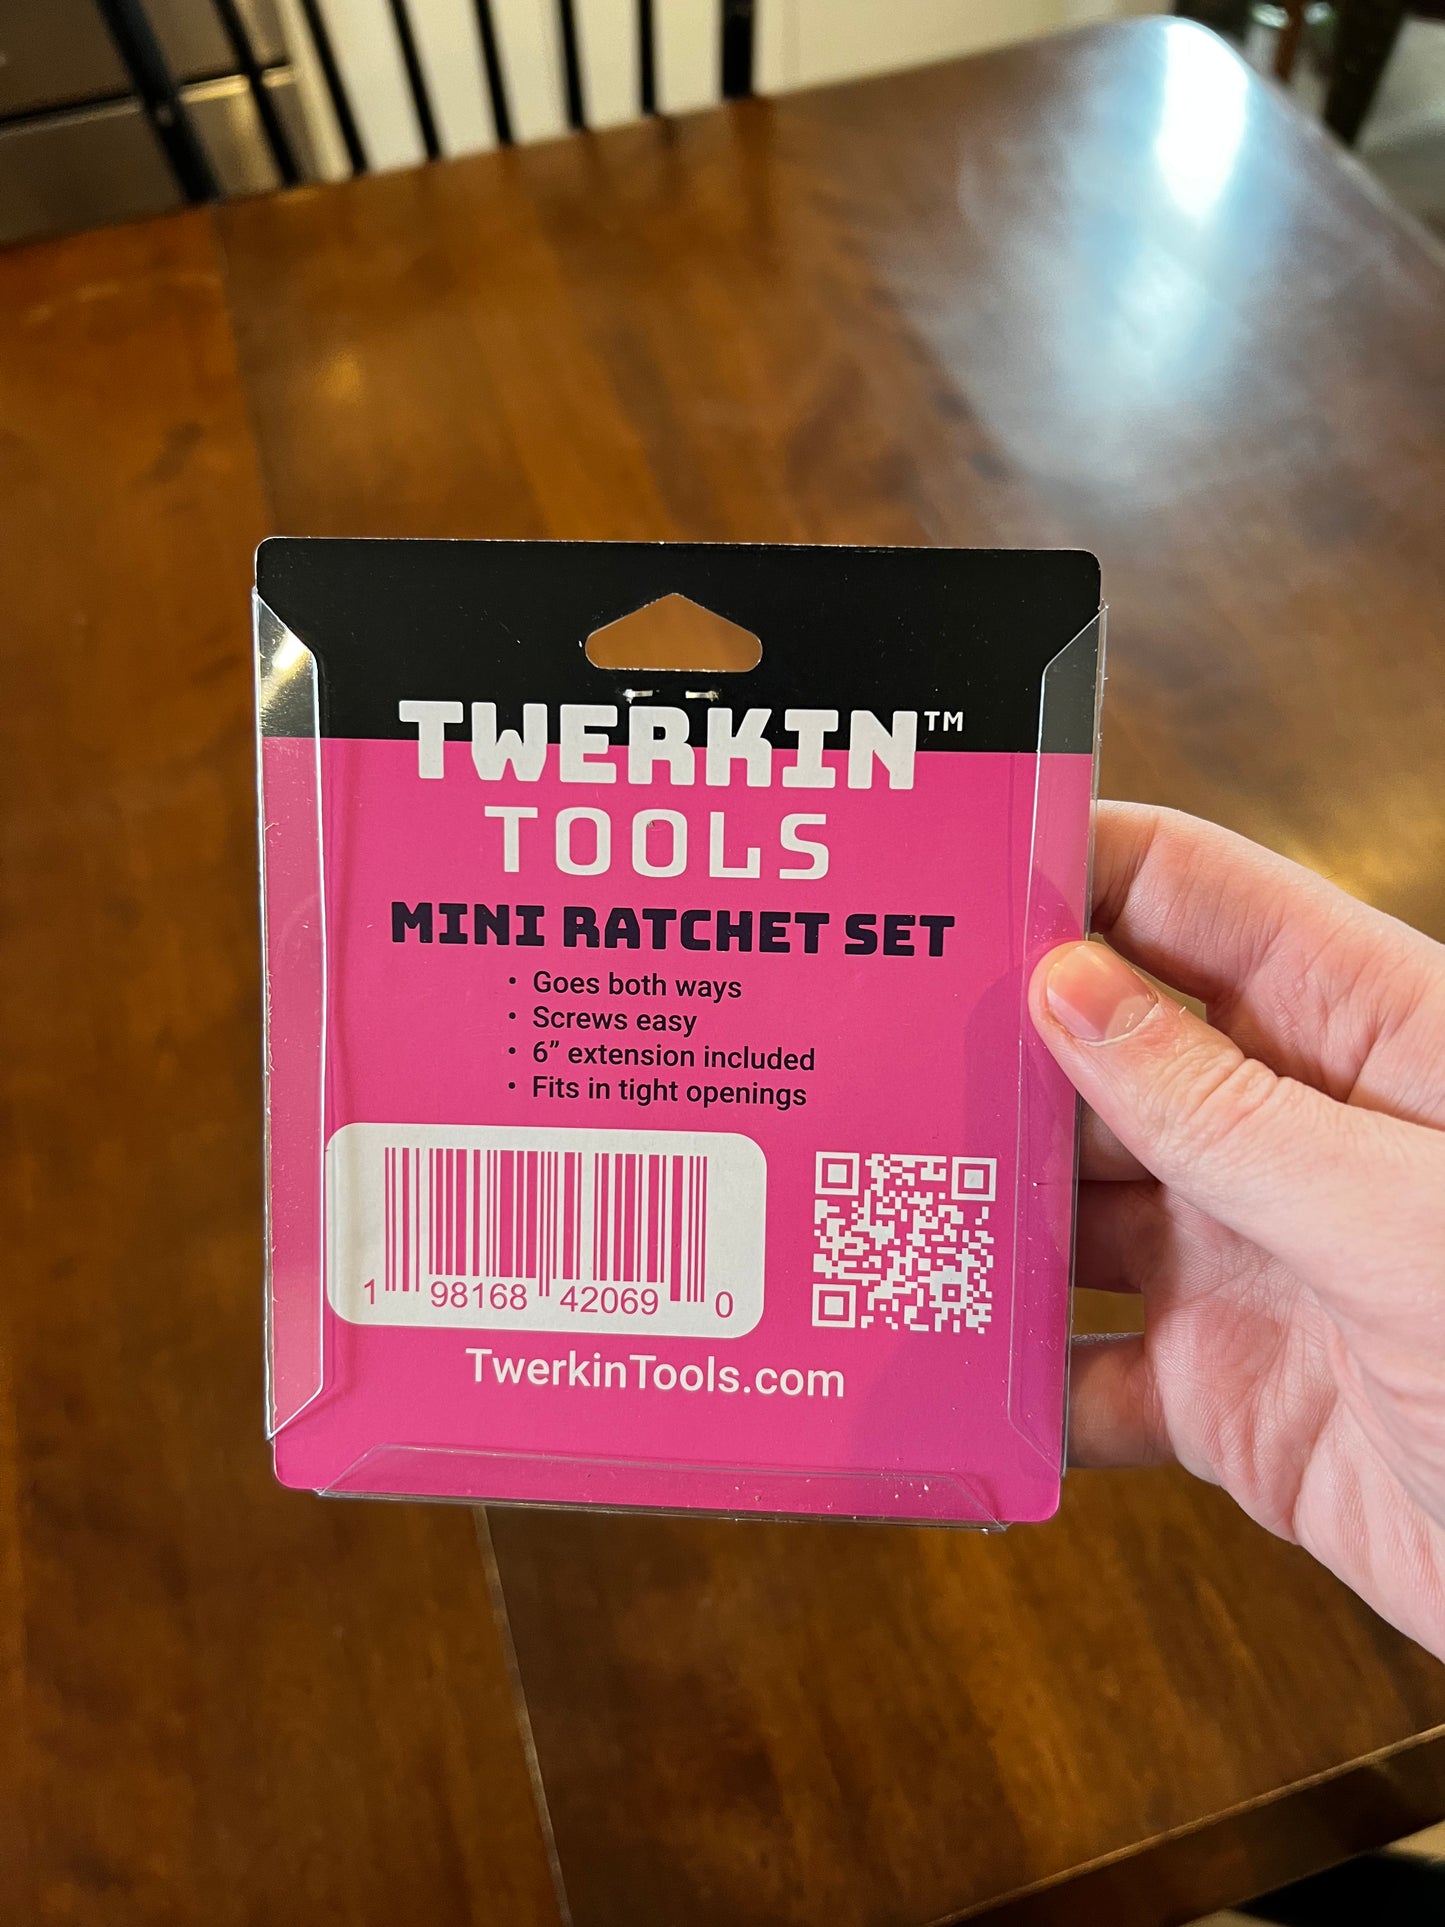 TWERKIN™
TOOLS
MINI RATCHET SET
• Goes both ways
• Screws easy
• 6” extension included
• Fits in tight openings
1 98168 42069 0
TwerkinTools.com